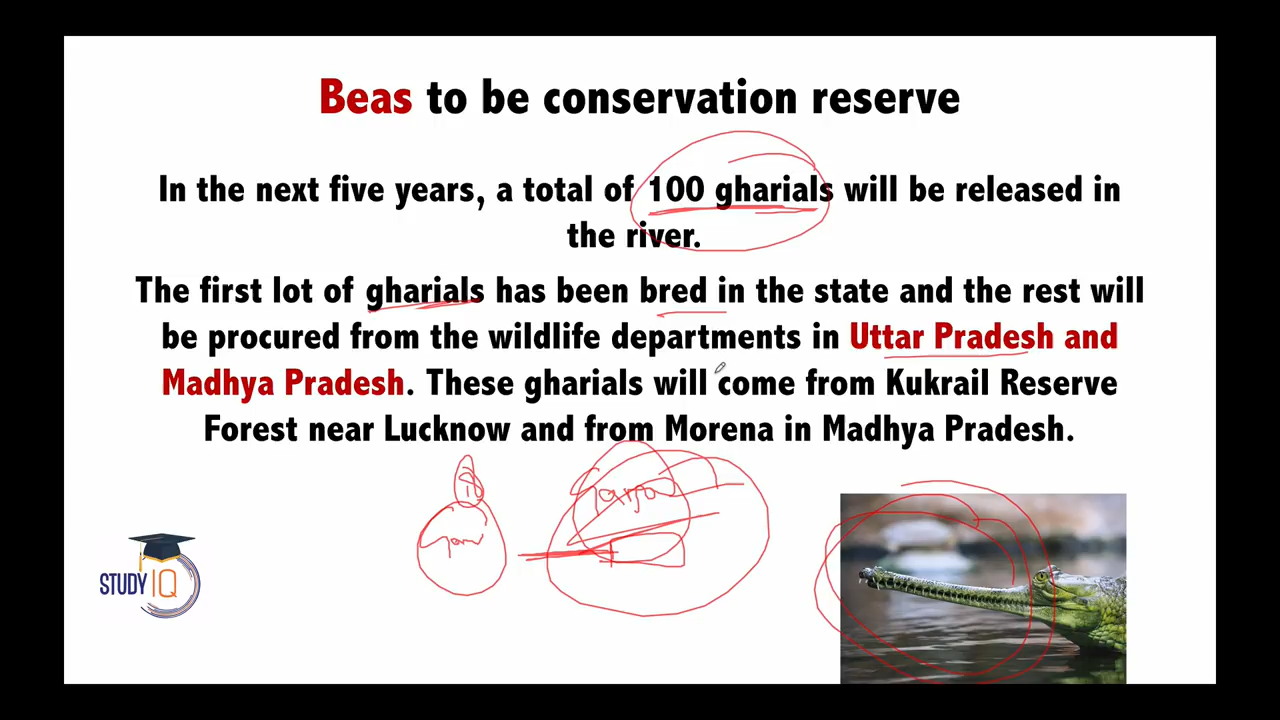 Beas to be conservation reserve
In the next five years, a total of 100 gharials will be released in
the river.
The first lot of gharials has been bred in the state and the rest will
be procured from the wildlife departments in Uttar Pradesh and
Madhya Pradesh. These gharials will come from Kukrail Reserve
Forest near Lucknow and from Morena in Madhya Pradesh.
STUDY IQ